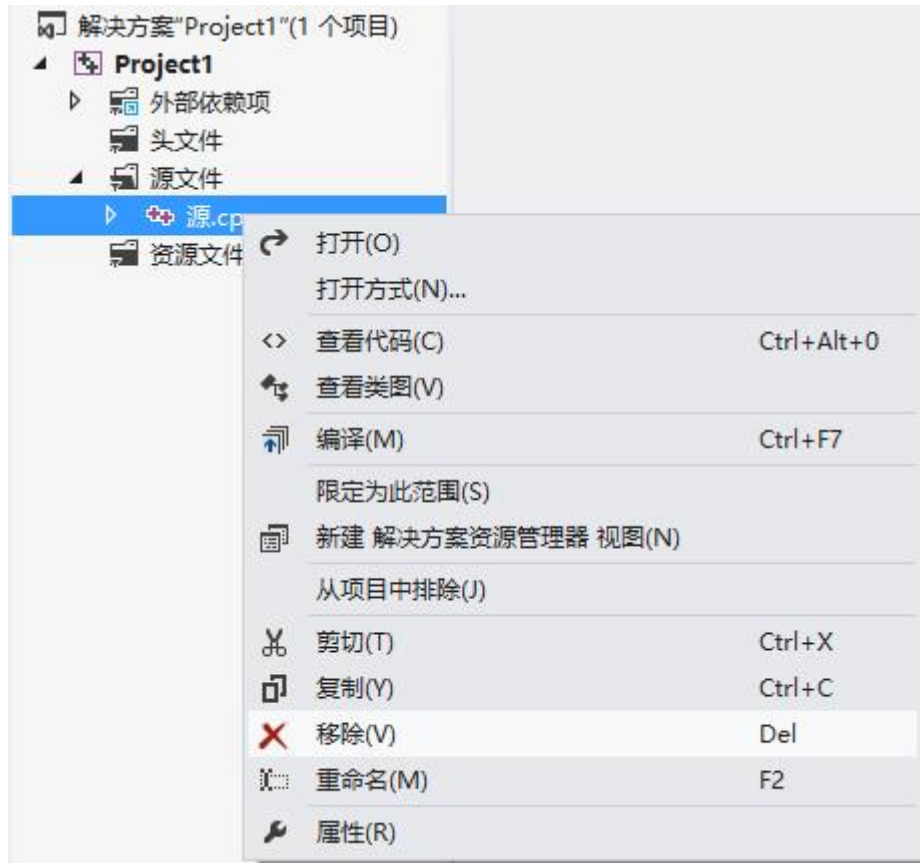 解决方案"Project1"(1 个项目)
Project1
外部依赖项
头文件
源文件
源.cp
资源文件
打开(O)
打开方式(N)...
查看代码(C) Ctrl+Alt+0
查看类图(V)
编译(M) Ctrl+F7
限定为此范围(S)
新建 解决方案资源管理器 视图(N)
从项目中排除(J)
剪切(T) Ctrl+X
复制(Y) Ctrl+C
移除(V) Del
重命名(M) F2
属性(R)